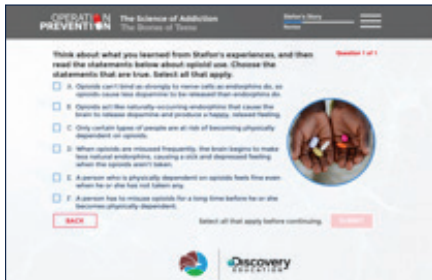 OPERATION
PREVENTION
The Science of Addiction
The Stories of Teens
Stefon's Story
Think about what you learned from Stefon's experiences, and then
read the statements below about opioid use. Choose the
statements that are true. Select all that apply.
Question 1 of 1
A. Opioids can't bind as strongly to nerve cells as endorphins do, so
opioids cause less dopamine to be released than endorphins do.
B. Opioids act like naturally-occurring endorphins that cause the
brain to release dopamine and produce a happy, relaxed feeling.
C. Only certain types of people are at risk of becoming physically
dependent on opioids.
D. When opioids are misused frequently, the brain begins to make
less natural endorphins, causing a sick and depressed feeling
when the opioids aren't taken.
E. A person who is physically dependent on opioids feels fine even
when he or she has not taken any.
F. A person has to misuse opioids for a long time before he or she
becomes physically dependent.
BACK
Select all that apply before continuing.
SUBMIT
Discovery
EDUCATION